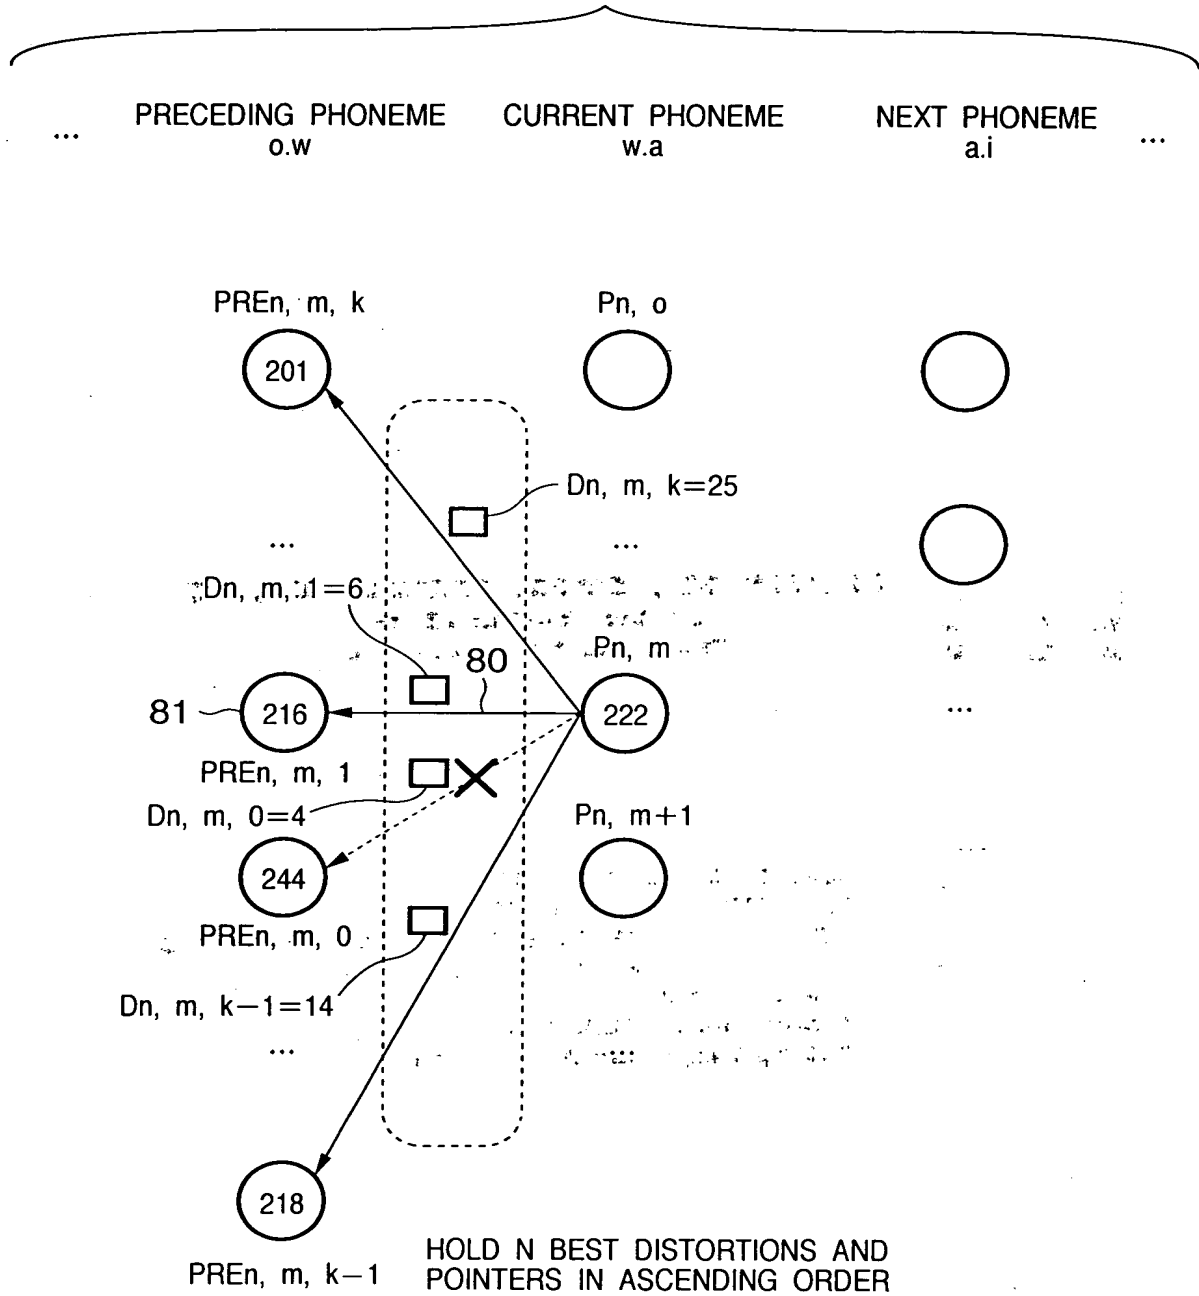 ... PRECEDING PHONEME CURRENT PHONEME NEXT PHONEME ...
o.w w.a a.i
PREn, m, k Pn, o
201
Dn, m, k=25
... ...
Dn, m, 1=6
80 Pn, m
81 216 222 ...
PREn, m, 1
Dn, m, 0=4 Pn, m+1
244 ...
PREn, m, 0
Dn, m, k−1=14
...
218
HOLD N BEST DISTORTIONS AND
PREn, m, k−1 POINTERS IN ASCENDING ORDER